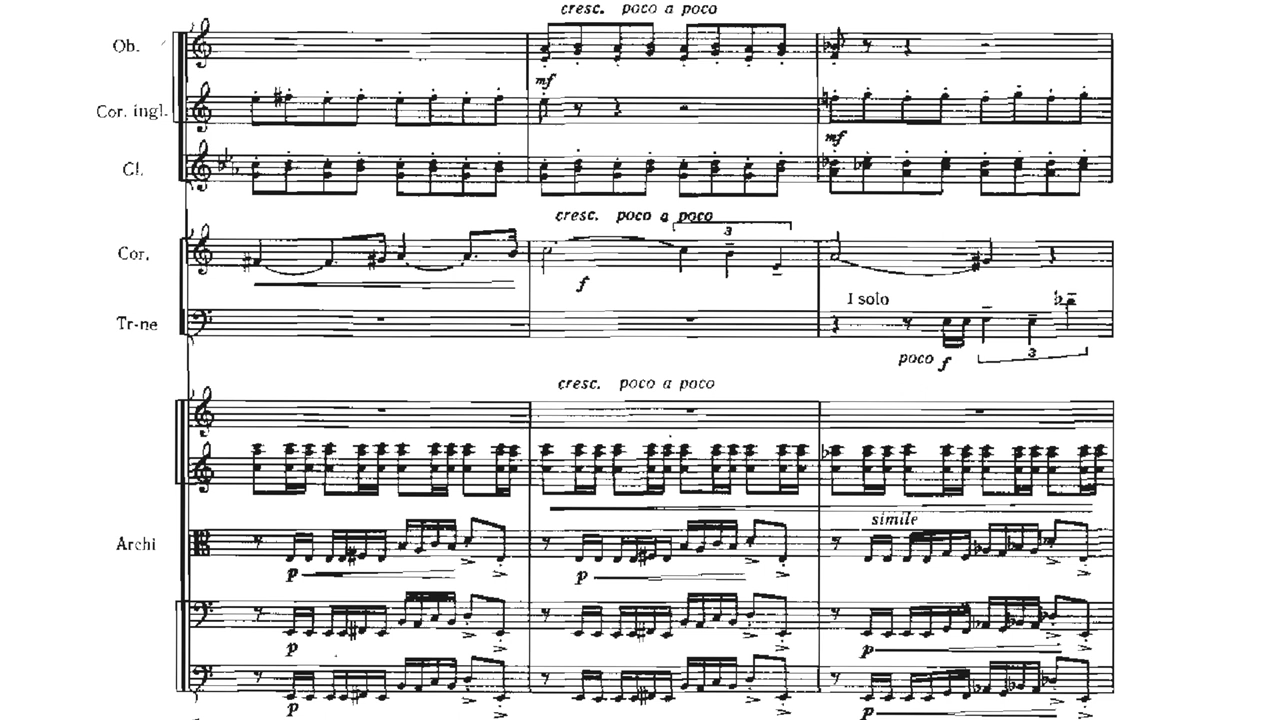 cresc. poco a poco
Ob.
mf
Cor. ingl.
mf
Cl.
cresc. poco a poco
3
Cor.
f
I solo
Tr-ne
poco f
3
cresc. poco a poco
simile
Archi
p p
p p
p p